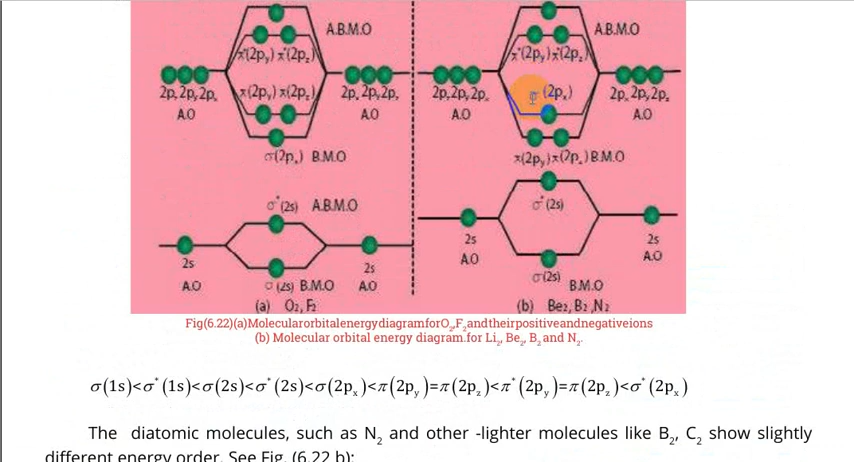 A.B.M.O
A.B.M.O
π*(2py) π*(2pz)
π*(2py) π*(2pz)
2px 2py 2pz
π(2py) π(2pz)
2px 2py 2pz
2px 2py 2pz
(2px)
2px 2py 2pz
A.O
A.O
A.O
A.O
σ(2px) B.M.O
π(2py) π(2pz) B.M.O
σ*(2s) A.B.M.O
σ*(2s)
2s
2s
2s
2s
A.O
A.O
A.O
σ(2s) B.M.O
A.O
σ(2s)
B.M.O
(a) O2, F2
(b) Be2, B2, N2
Fig(6.22)(a)MolecularorbitalenergydiagramforO2,F2andtheirpositiveandnegativeions
(b) Molecular orbital energy diagram.for Li2, Be2, B2 and N2.
σ(1s)<σ*(1s)<σ(2s)<σ*(2s)<σ(2px)<π(2py)=π(2pz)<π*(2py)=π(2pz)<σ*(2px)
The diatomic molecules, such as N2 and other -lighter molecules like B2, C2 show slightly
different energy order. See Fig. (6.22 b):